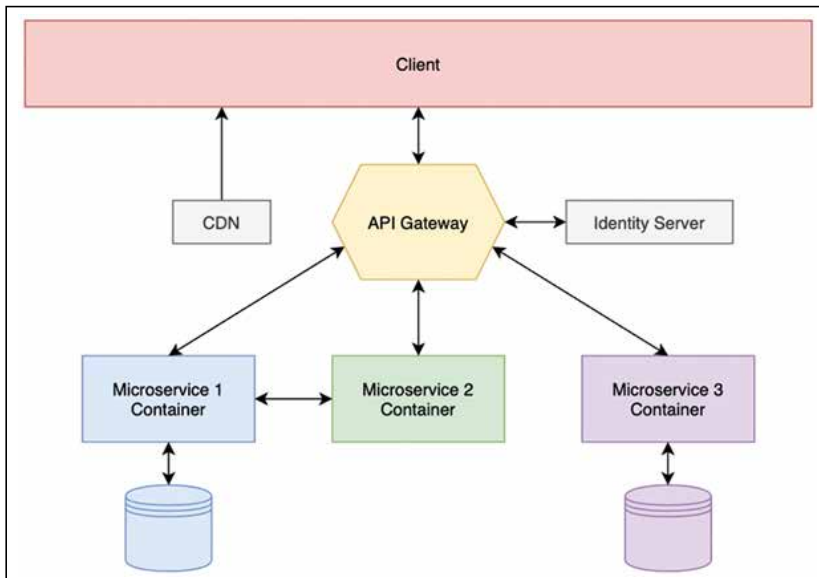 Client
CDN
API Gateway
Identity Server
Microservice 1
Container
Microservice 2
Container
Microservice 3
Container